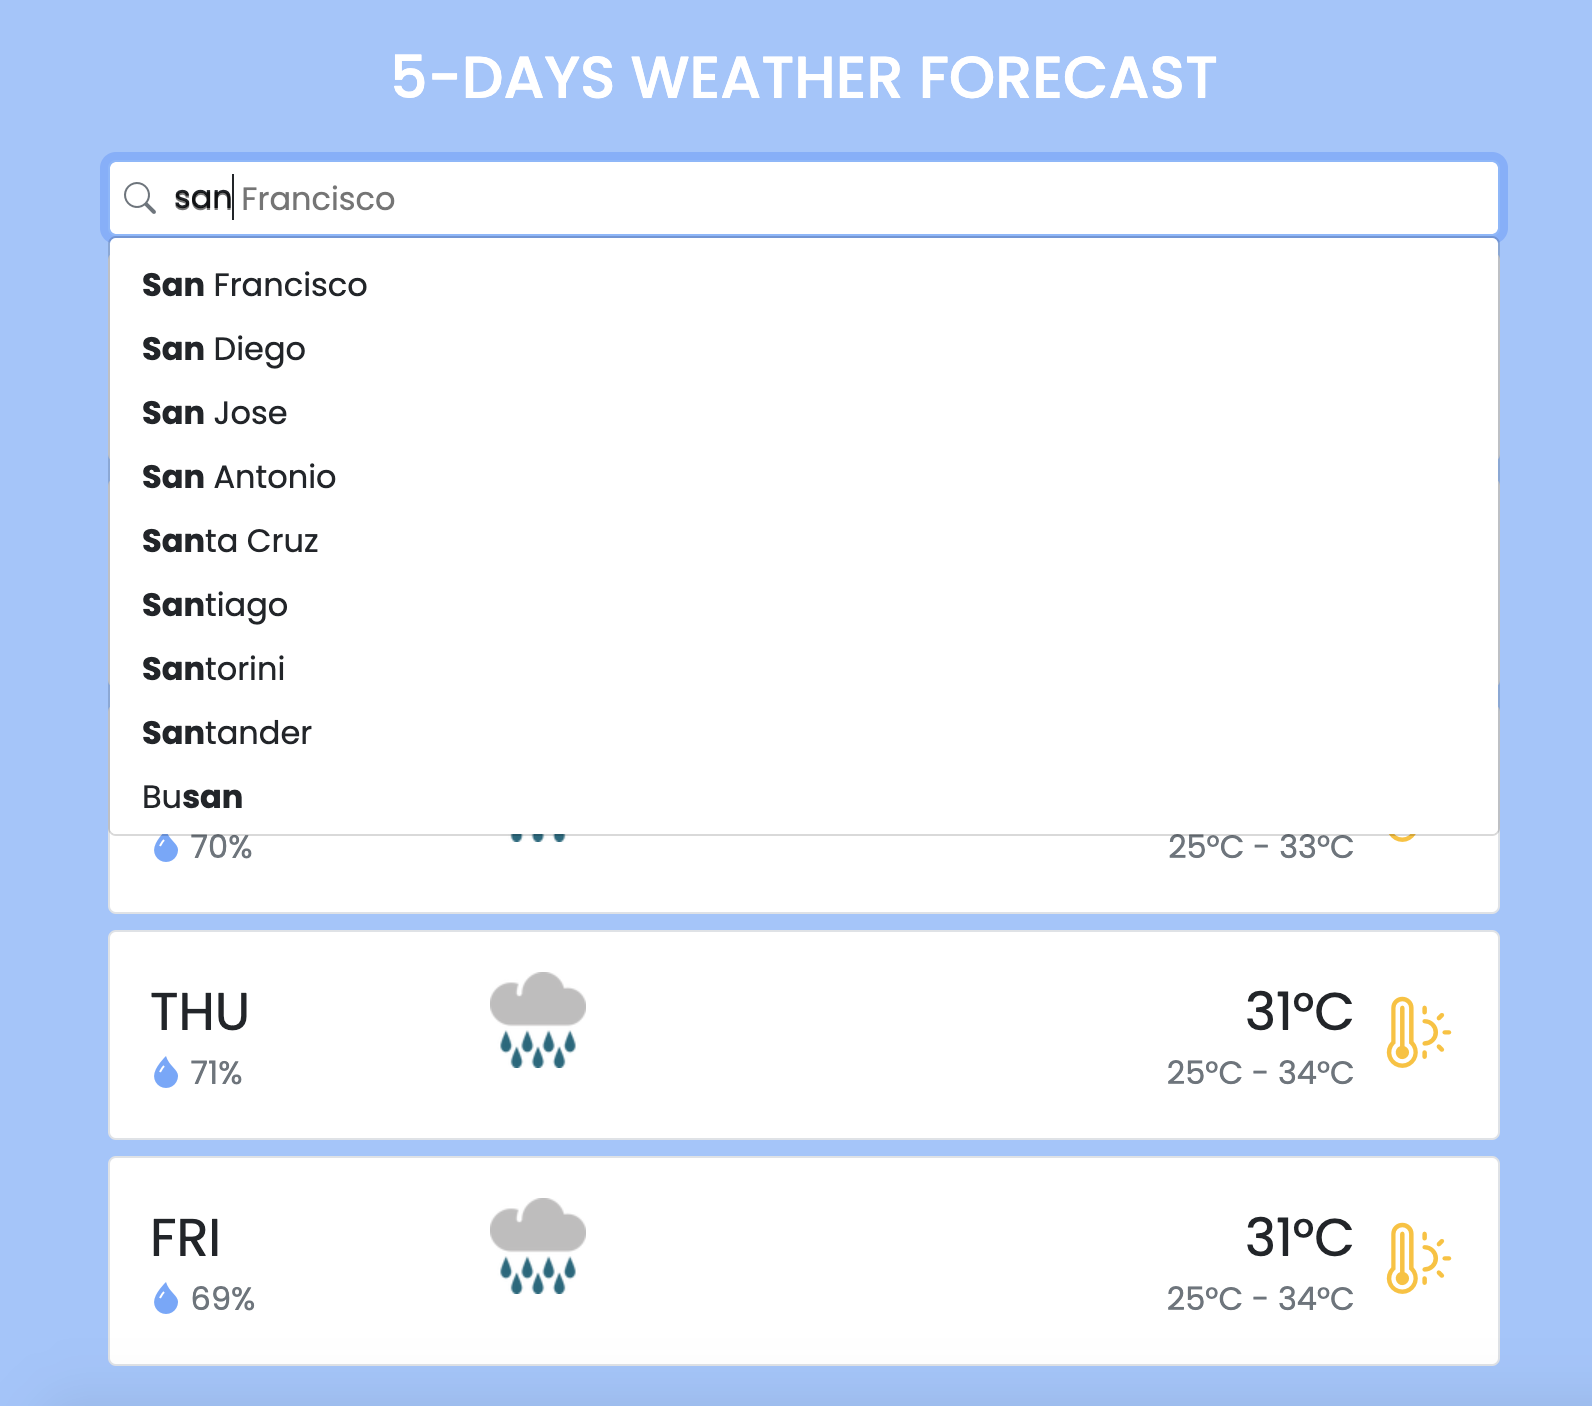 5-DAYS WEATHER FORECAST
san Francisco
San Francisco
San Diego
San Jose
San Antonio
Santa Cruz
Santiago
Santorini
Santander
Busan
70% 25°C - 33°C
THU 31°C
71% 25°C - 34°C
FRI 31°C
69% 25°C - 34°C